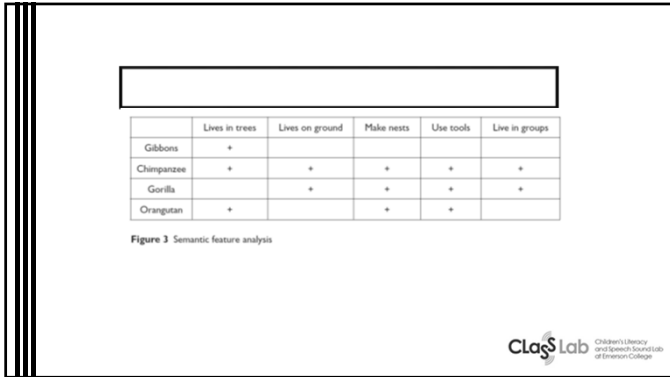 Lives in trees Lives on ground Make nests Use tools Live in groups
Gibbons +
Chimpanzee + + + + +
Gorilla + + + +
Orangutan + + +
Figure 3 Semantic feature analysis
CLaSS Lab
Children's Literacy
and Speech Sound Lab
at Emerson College